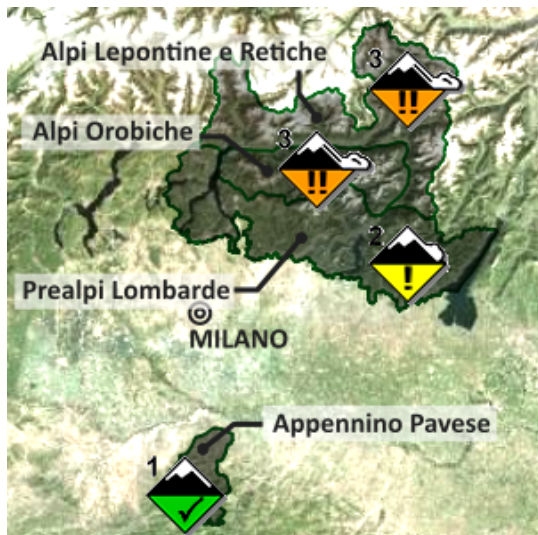 Alpi Lepontine e Retiche
3
!!
Alpi Orobiche
3
!!
2
!
Prealpi Lombarde
MILANO
Appennino Pavese
1